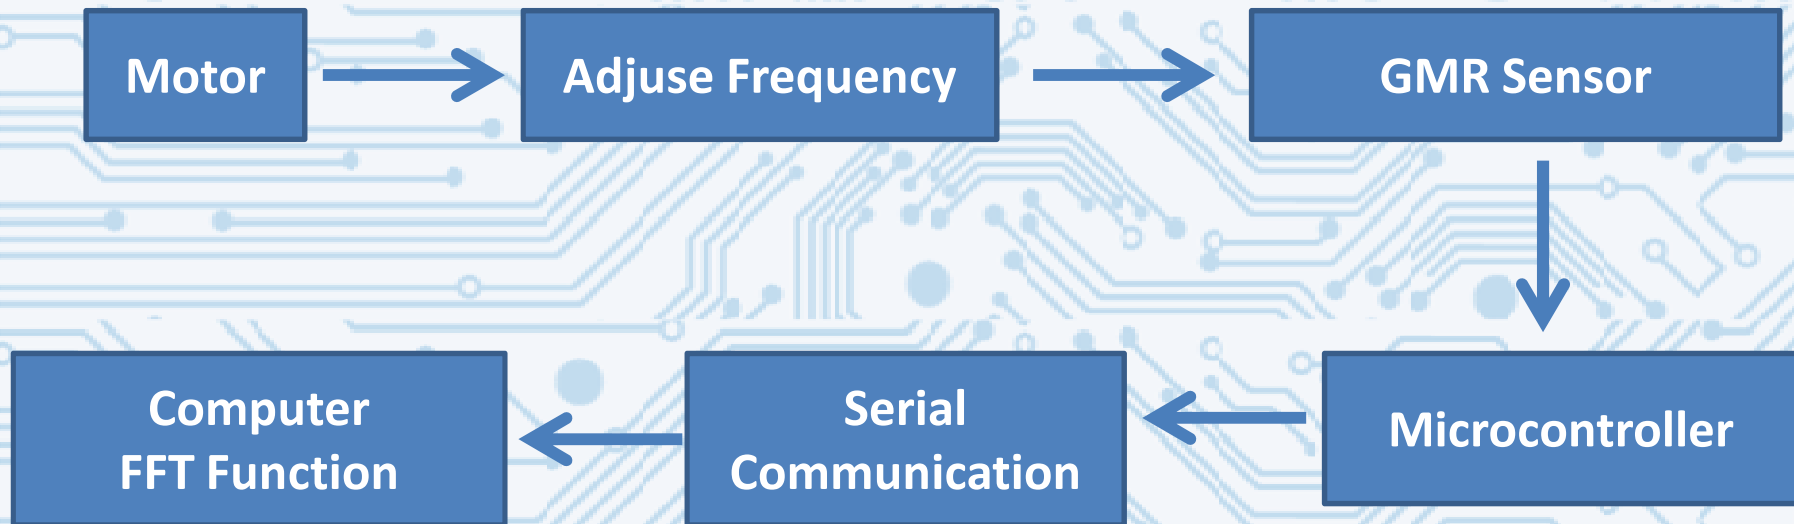 Motor
Adjuse Frequency
GMR Sensor
Microcontroller
Serial
Communication
Computer
FFT Function